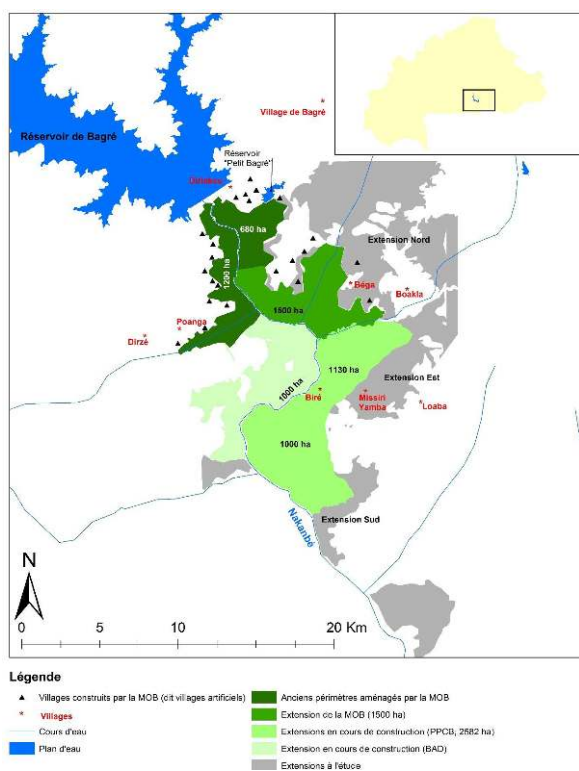 Village de Bagré
Réservoir de Bagré
Réservoir
"Petit Bagré"
680 ha
1200 ha
Extension Nord
Béga
Boakla
1500 ha
Poanga
Dirzé
1130 ha
Extension Est
1000 ha
Biré
Missiri
Yamba
Loaba
1000 ha
Extension Sud
Nakanbé
N
0 5 10 20 Km
Légende
Villages construits par la MOB (dit villages artificiels)
Villages
Cours d'eau
Plan d'eau
Anciens périmètres aménagés par la MOB
Extension de la MOB (1500 ha)
Extensions en cours de construction (PPCB, 2582 ha)
Extension en cours de construction (BAD)
Extensions à l'étuce